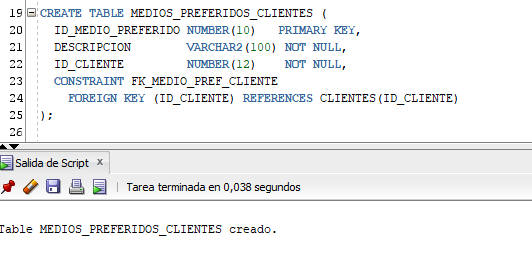 19 CREATE TABLE MEDIOS_PREFERIDOS_CLIENTES (
20 ID_MEDIO_PREFERIDO NUMBER(10) PRIMARY KEY,
21 DESCRIPCION VARCHAR2(100) NOT NULL,
22 ID_CLIENTE NUMBER(12) NOT NULL,
23 CONSTRAINT FK_MEDIO_PREF_CLIENTE
24 FOREIGN KEY (ID_CLIENTE) REFERENCES CLIENTES(ID_CLIENTE)
25 );
26
Salida de Script x
Tarea terminada en 0,038 segundos
Table MEDIOS_PREFERIDOS_CLIENTES creado.